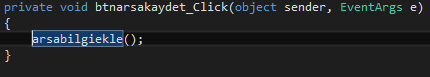 private void btnarsakaydet_Click(object sender, EventArgs e)
{
arsabilgiekle();
}